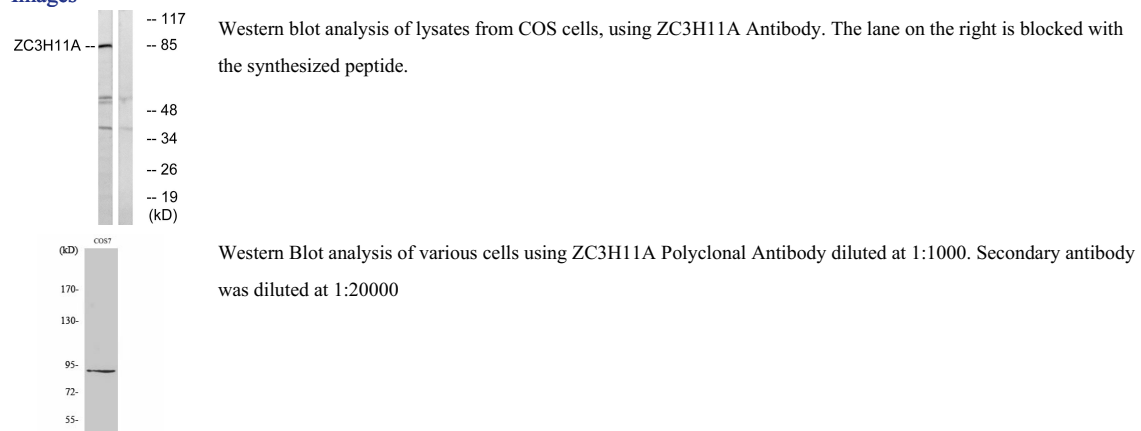 Images
-- 117
ZC3H11A --
-- 85
-- 48
-- 34
-- 26
-- 19
(kD)
Western blot analysis of lysates from COS cells, using ZC3H11A Antibody. The lane on the right is blocked with
the synthesized peptide.
COS7
(kD)
170-
130-
95-
72-
55-
Western Blot analysis of various cells using ZC3H11A Polyclonal Antibody diluted at 1:1000. Secondary antibody
was diluted at 1:20000